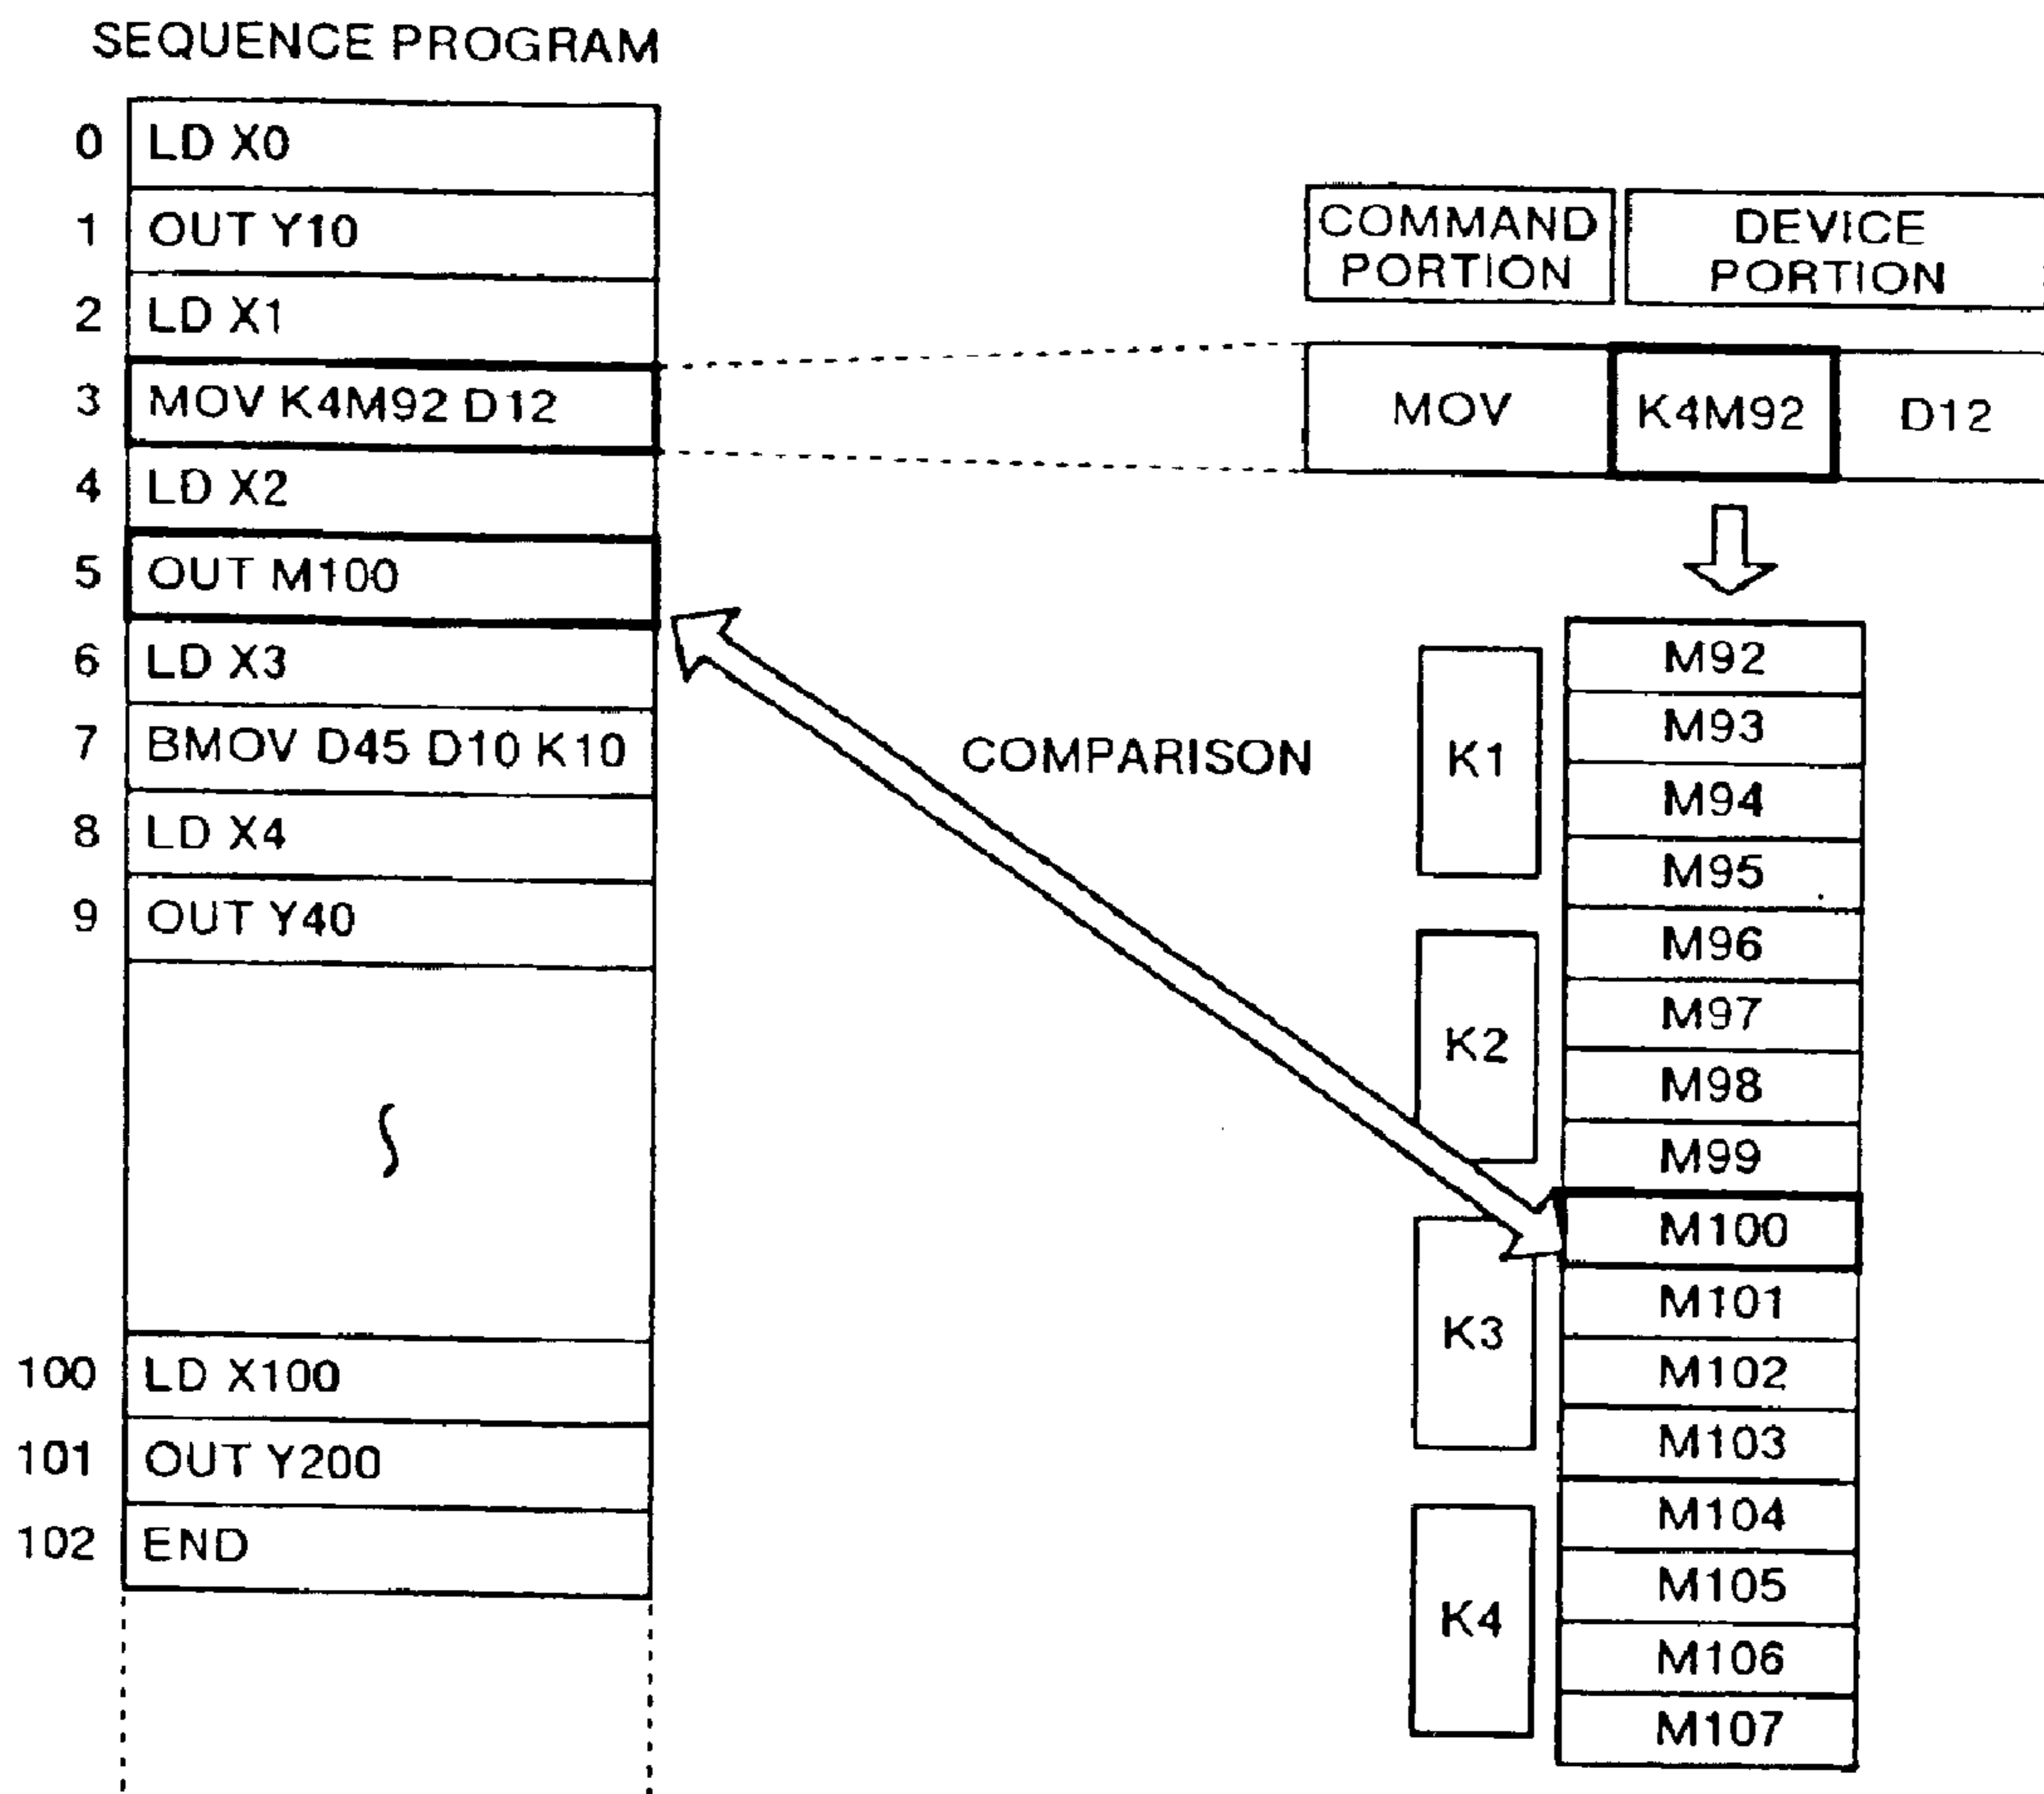 SEQUENCE PROGRAM
0 LD X0
1 OUT Y10
2 LD X1
3 MOV K4M92 D12
4 LD X2
5 OUT M100
6 LD X3
7 BMOV D45 D10 K10
8 LD X4
9 OUT Y40
100 LD X100
101 OUT Y200
102 END
COMMAND PORTION
DEVICE PORTION
MOV K4M92 D12
COMPARISON
K1
K2
K3
K4
M92
M93
M94
M95
M96
M97
M98
M99
M100
M101
M102
M103
M104
M105
M106
M107